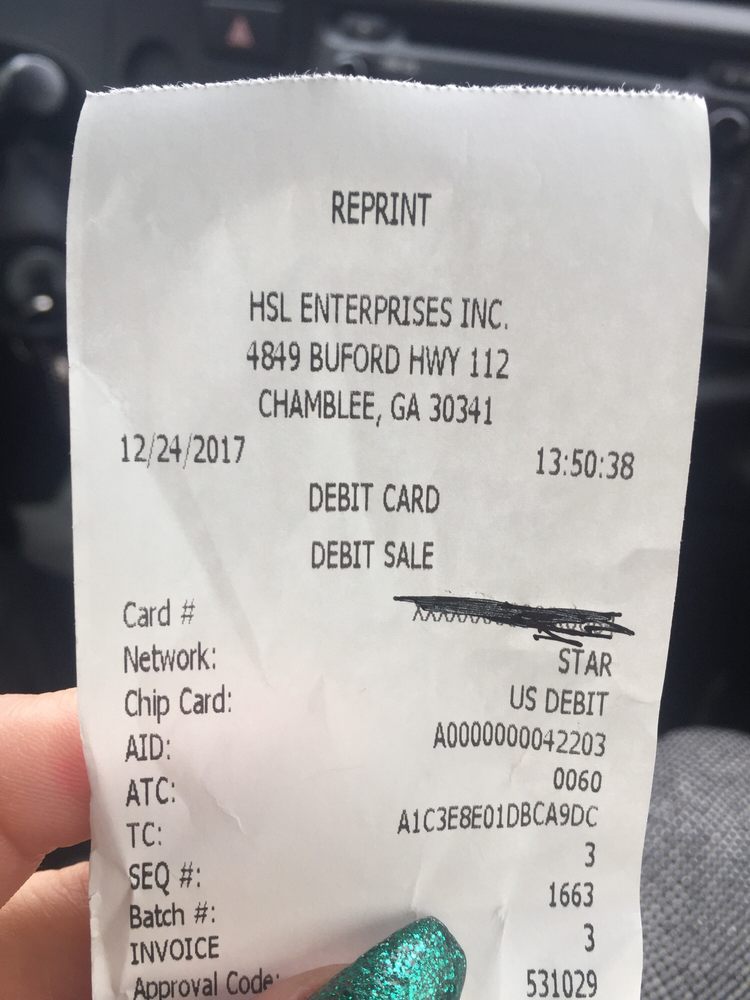 REPRINT
HSL ENTERPRISES INC.
4849 BUFORD HWY 112
CHAMBLEE, GA 30341
12/24/2017 13:50:38
DEBIT CARD
DEBIT SALE
Card #
Network: STAR
Chip Card: US DEBIT
AID: A0000000042203
ATC: 0060
TC: A1C3E8E01DBCA9DC
SEQ #: 3
Batch #: 1663
INVOICE 3
Approval Code: 531029